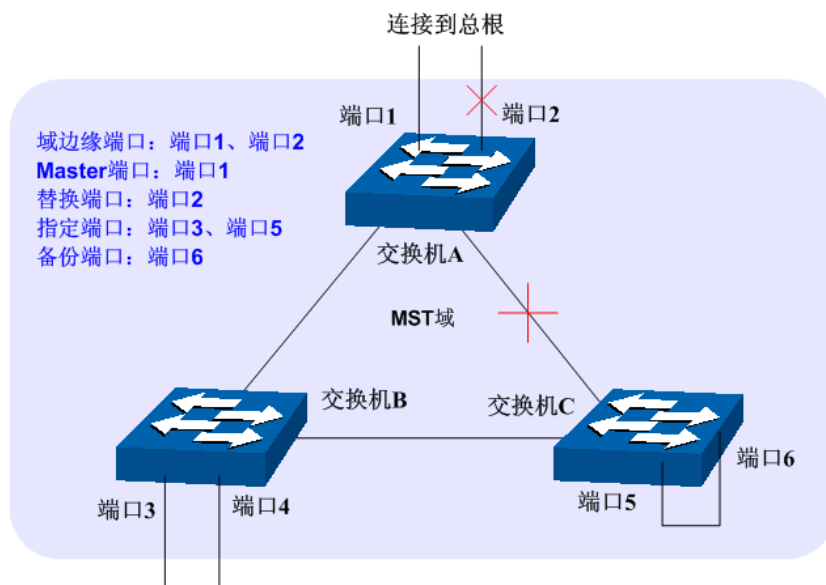 连接到总根
端口1
端口2
域边缘端口：端口1、端口2
Master端口：端口1
替换端口：端口2
指定端口：端口3、端口5
备份端口：端口6
交换机A
MST域
交换机B
交换机C
端口3
端口4
端口5
端口6